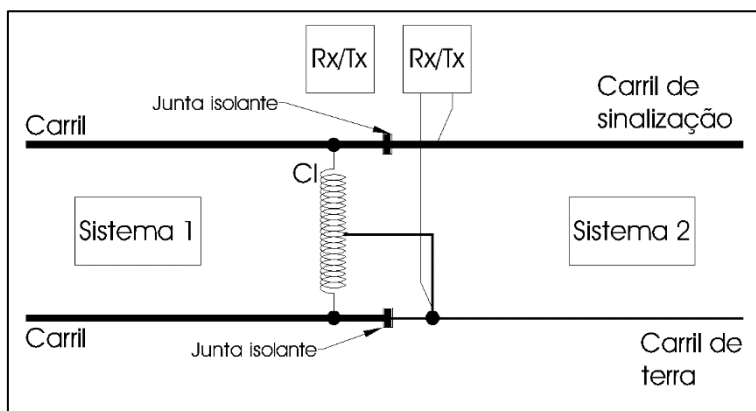 Rx/Tx
Rx/Tx
Junta isolante
Carril de
sinalização
Carril
CI
Sistema 1
Sistema 2
Carril
Junta isolante
Carril de
terra